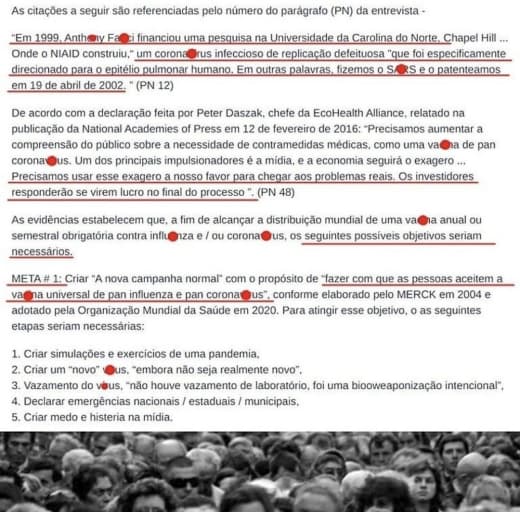 As citações a seguir são referenciadas pelo número do parágrafo (PN) da entrevista -
"Em 1999, Anthony Fauci financiou uma pesquisa na Universidade da Carolina do Norte, Chapel Hill ...
Onde o NIAID construiu,“ um coronavírus infeccioso de replicação defeituosa "que foi especificamente
direcionado para o epitélio pulmonar humano. Em outras palavras, fizemos o SARS e o patenteamos
em 19 de abril de 2002. ” (PN 12)
De acordo com a declaração feita por Peter Daszak, chefe da EcoHealth Alliance, relatado na
publicação da National Academies of Press em 12 de fevereiro de 2016: “Precisamos aumentar a
compreensão do público sobre a necessidade de contramedidas médicas, como uma vacina de pan
coronavírus. Um dos principais impulsionadores é a mídia, e a economia seguirá o exagero ...
Precisamos usar esse exagero a nosso favor para chegar aos problemas reais. Os investidores
responderão se virem lucro no final do processo ”. (PN 48)
As evidências estabelecem que, a fim de alcançar a distribuição mundial de uma vacina anual ou
semestral obrigatória contra influenza e / ou coronavírus, os seguintes possíveis objetivos seriam
necessários.
META # 1: Criar “A nova campanha normal” com o propósito de “fazer com que as pessoas aceitem a
vacina universal de pan influenza e pan coronavírus”, conforme elaborado pelo MERCK em 2004 e
adotado pela Organização Mundial da Saúde em 2020. Para atingir esse objetivo, o as seguintes
etapas seriam necessárias:
1. Criar simulações e exercícios de uma pandemia,
2. Criar um “novo” vírus, “embora não seja realmente novo”,
3. Vazamento do vírus, “não houve vazamento de laboratório, foi uma biooweaponização intencional”,
4. Declarar emergências nacionais / estaduais / municipais,
5. Criar medo e histeria na mídia.